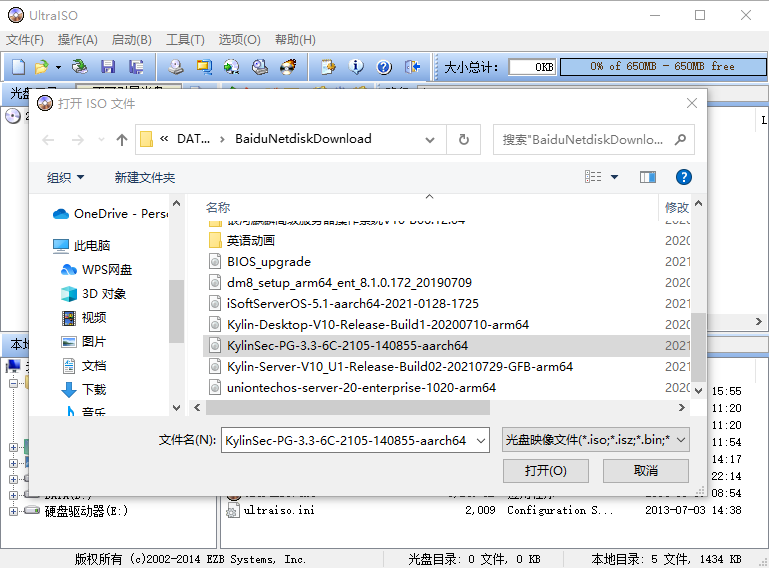 UltraISO
文件(F) 操作(A) 启动(B) 工具(T) 选项(O) 帮助(H)
大小总计: 0KB 0% of 650MB - 650MB free
打开 ISO 文件
« DAT... › BaiduNetdiskDownload
搜索"BaiduNetdiskDownlo...
组织 新建文件夹
名称 修改
OneDrive - Pers
此电脑
WPS网盘
3D 对象
视频
图片
文档
下载
音乐
英语动画 2020
BIOS_upgrade 2021
dm8_setup_arm64_ent_8.1.0.172_20190709 2020
iSoftServerOS-5.1-aarch64-2021-0128-1725 2021
Kylin-Desktop-V10-Release-Build1-20200710-arm64 2020
KylinSec-PG-3.3-6C-2105-140855-aarch64 2021
Kylin-Server-V10_U1-Release-Build02-20210729-GFB-arm64 2021
uniontechos-server-20-enterprise-1020-arm64 2020
文件名(N): KylinSec-PG-3.3-6C-2105-140855-aarch64 光盘映像文件(*.iso;*.isz;*.bin;*
打开(O) 取消
15:55
11:20
11:20
11:54
14:17
22:14
08:54
硬盘驱动器(E:)
ultraiso.ini 2,009 Configuration S... 2013-07-03 14:38
版权所有 (c)2002-2014 EZB Systems, Inc. 光盘目录: 0 文件, 0 KB 本地目录: 5 文件, 1434 KB